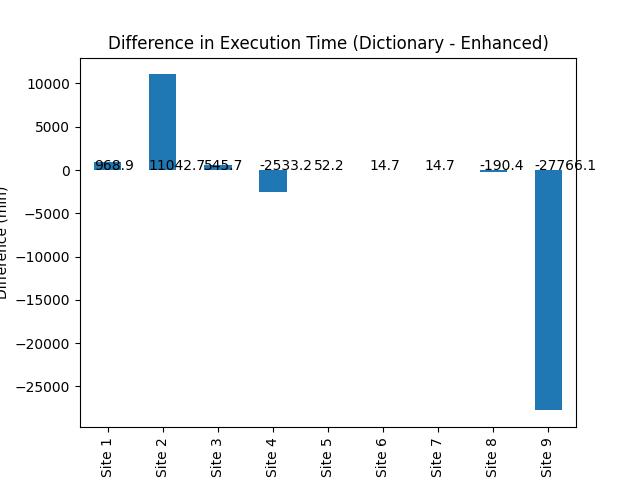 Difference in Execution Time (Dictionary - Enhanced)
10000
5000
0
−5000
−10000
−15000
−20000
−25000
Difference (min)
968.9 11042.7 545.7 -2533.2 52.2 14.7 14.7 -190.4 -27766.1
Site 1 Site 2 Site 3 Site 4 Site 5 Site 6 Site 7 Site 8 Site 9